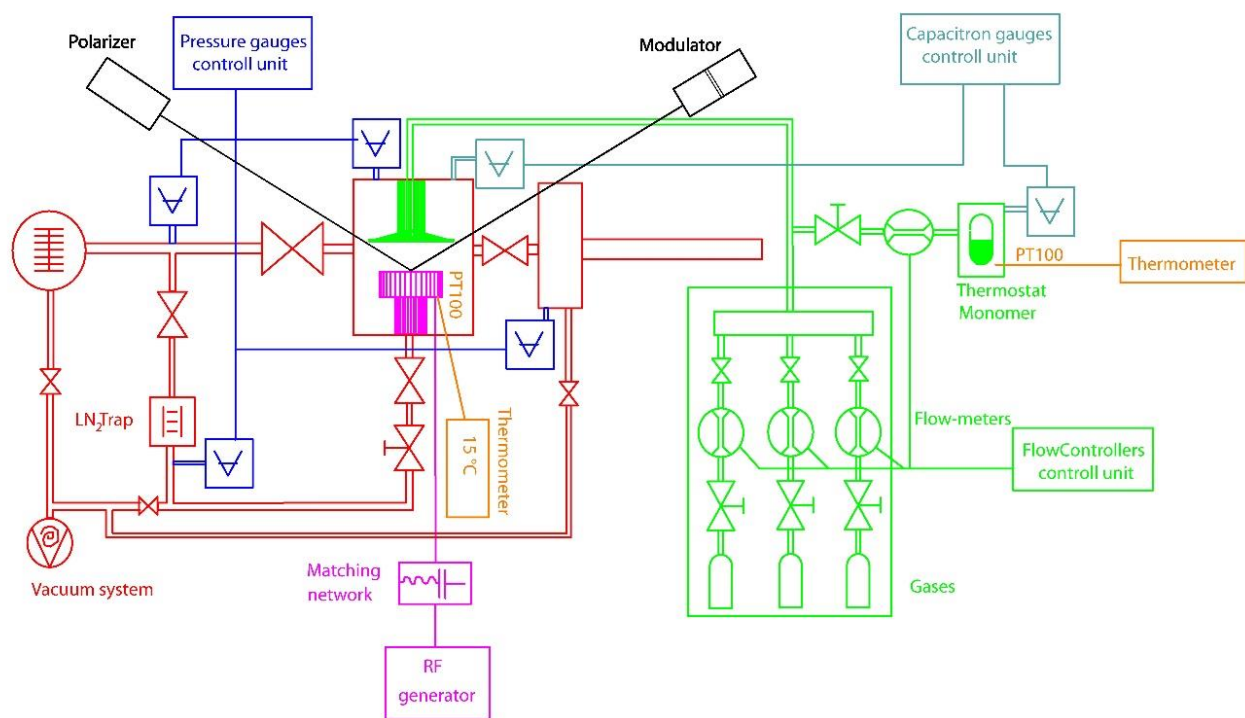 Polarizer
Pressure gauges
controll unit
Modulator
Capacitron gauges
controll unit
PT100
Thermometer
Thermostat
Monomer
PT100
LN₂Trap
Thermometer
15 °C
Flow-meters
FlowControllers
controll unit
Vacuum system
Matching
network
Gases
RF
generator